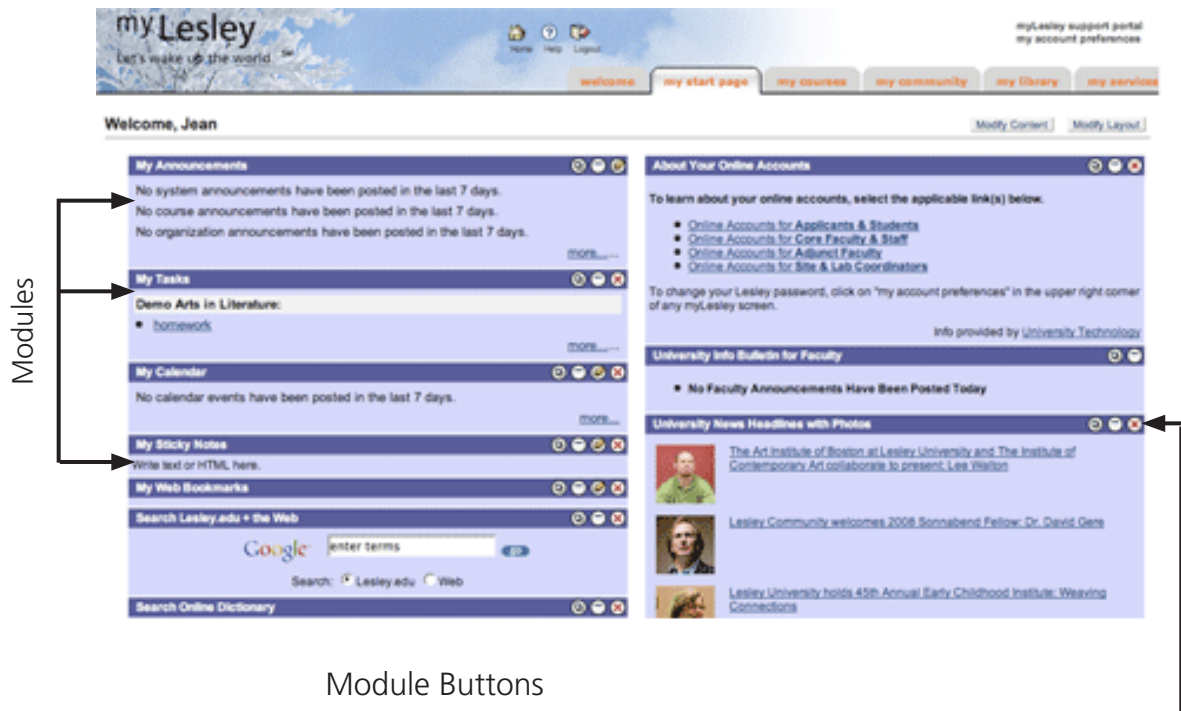 my Lesley
Let's wake up the world
Home Help Logout
myLesley support portal
my account preferences
welcome
my start page
my courses
my community
my library
my services
Welcome, Jean
Modify Content
Modify Layout
Modules
My Announcements
No system announcements have been posted in the last 7 days.
No course announcements have been posted in the last 7 days.
No organization announcements have been posted in the last 7 days.
more......
My Tasks
Demo Arts in Literature:
homework
more......
My Calendar
No calendar events have been posted in the last 7 days.
more...
My Sticky Notes
Write text or HTML here.
My Web Bookmarks
Search Lesley.edu + the Web
Google
enter terms
go
Search: Lesley.edu Web
Search Online Dictionary
About Your Online Accounts
To learn about your online accounts, select the applicable link(s) below.
Online Accounts for Applicants & Students
Online Accounts for Core Faculty & Staff
Online Accounts for Adjunct Faculty
Online Accounts for Site & Lab Coordinators
To change your Lesley password, click on "my account preferences" in the upper right corner
of any myLesley screen.
Info provided by University Technology
University Info Bulletin for Faculty
No Faculty Announcements Have Been Posted Today
University News Headlines with Photos
The Art Institute of Boston at Lesley University and The Institute of
Contemporary Art collaborate to present: Lee Walton
Lesley Community welcomes 2008 Sonnabend Fellow: Dr. David Gere
Lesley University holds 45th Annual Early Childhood Institute: Weaving
Connections
Module Buttons